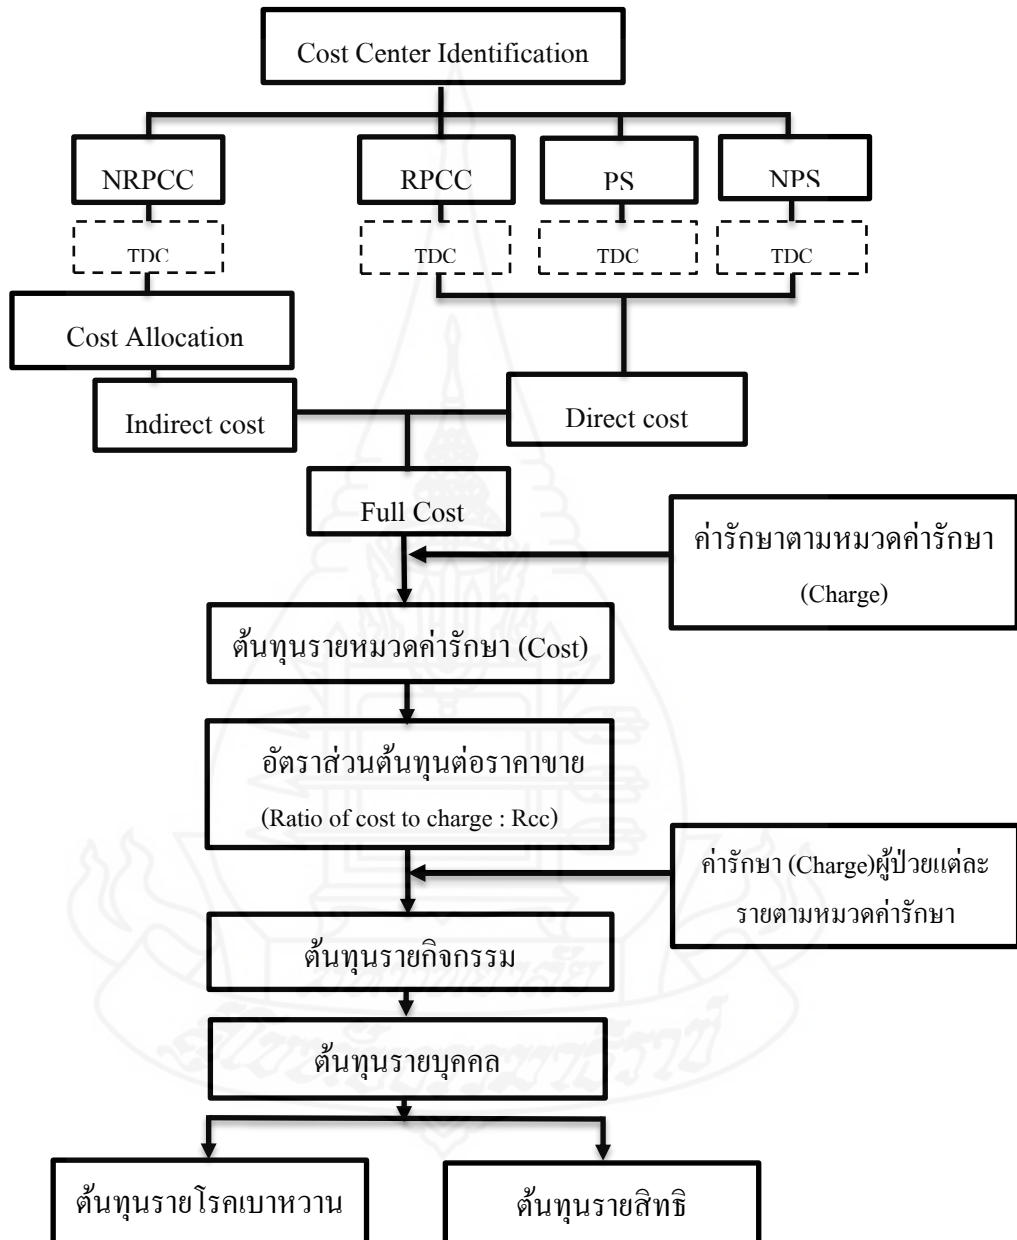 Cost Center Identification
NRPCC
RPCC
PS
NPS
TDC
TDC
TDC
TDC
Cost Allocation
Indirect cost
Direct cost
Full Cost
ค่ารักษาตามหมวดค่ารักษา
(Charge)
ต้นทุนรายหมวดค่ารักษา (Cost)
อัตราส่วนต้นทุนต่อราคาขาย
(Ratio of cost to charge : Rcc)
ค่ารักษา (Charge)ผู้ป่วยแต่ละ
รายตามหมวดค่ารักษา
ต้นทุนรายกิจกรรม
ต้นทุนรายบุคคล
ต้นทุนรายโรคเบาหวาน
ต้นทุนรายสิทธิ